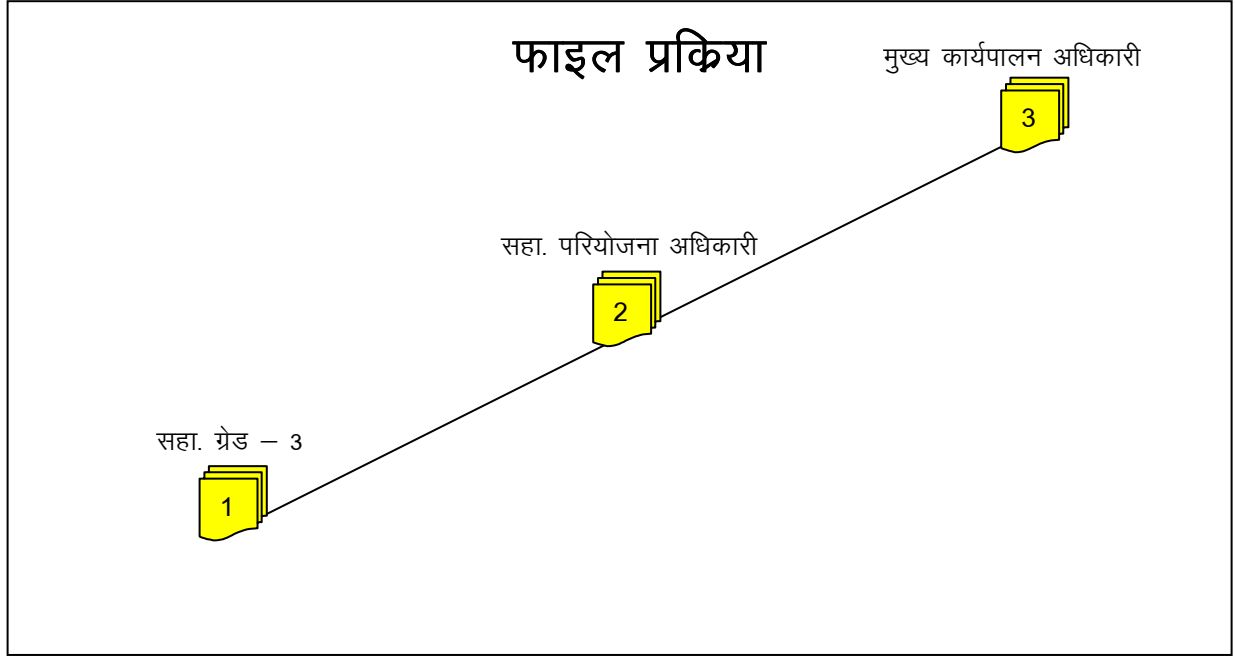 फाइल प्रक्रिया
मुख्य कार्यपालन अधिकारी
3
सहा. परियोजना अधिकारी
2
सहा. ग्रेड – 3
1